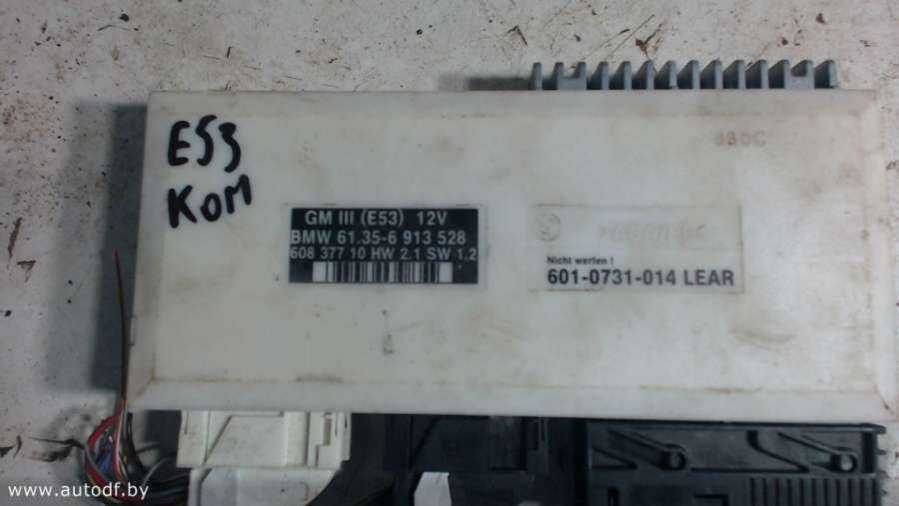 E53
KOM
GM III (E53) 12V
BMW 61.35-6 913 528
608 377 10 HW 2.1 SW 1.2
Nicht werfen !
601-0731-014 LEAR
www.autodf.by